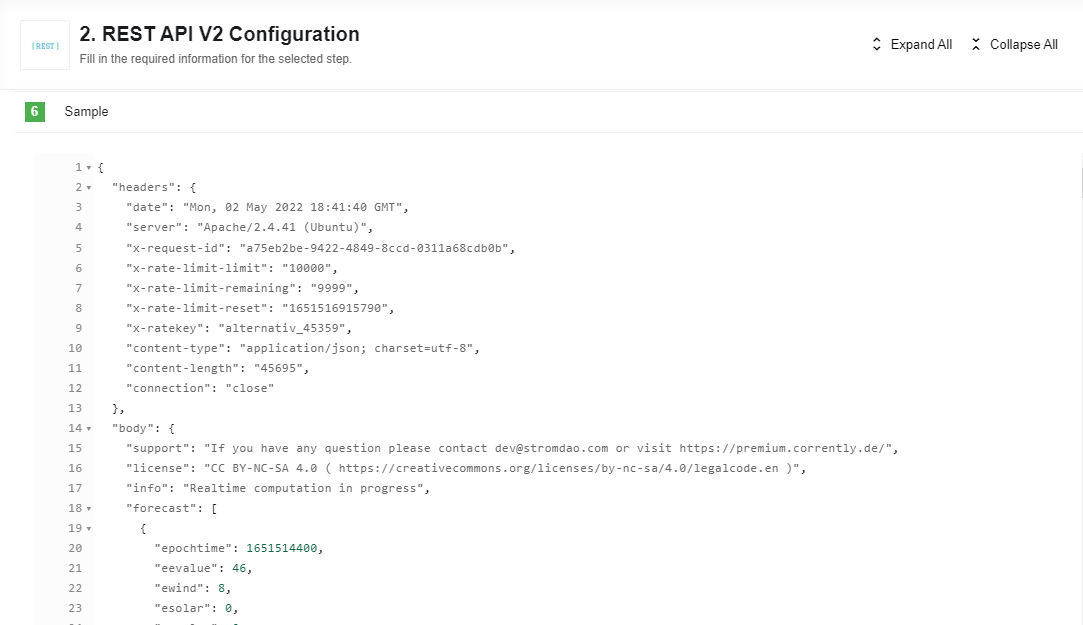 [REST]
2. REST API V2 Configuration
Fill in the required information for the selected step.
Expand All
Collapse All
6 Sample
1 {
2 "headers": {
3 "date": "Mon, 02 May 2022 18:41:40 GMT",
4 "server": "Apache/2.4.41 (Ubuntu)",
5 "x-request-id": "a75eb2be-9422-4849-8ccd-0311a68cdb0b",
6 "x-rate-limit-limit": "10000",
7 "x-rate-limit-remaining": "9999",
8 "x-rate-limit-reset": "1651516915790",
9 "x-ratekey": "alternativ_45359",
10 "content-type": "application/json; charset=utf-8",
11 "content-length": "45695",
12 "connection": "close"
13 },
14 "body": {
15 "support": "If you have any question please contact dev@stromdao.com or visit https://premium.corrently.de/",
16 "license": "CC BY-NC-SA 4.0 ( https://creativecommons.org/licenses/by-nc-sa/4.0/legalcode.en )",
17 "info": "Realtime computation in progress",
18 "forecast": [
19 {
20 "epochtime": 1651514400,
21 "eevalue": 46,
22 "ewind": 8,
23 "esolar": 0,